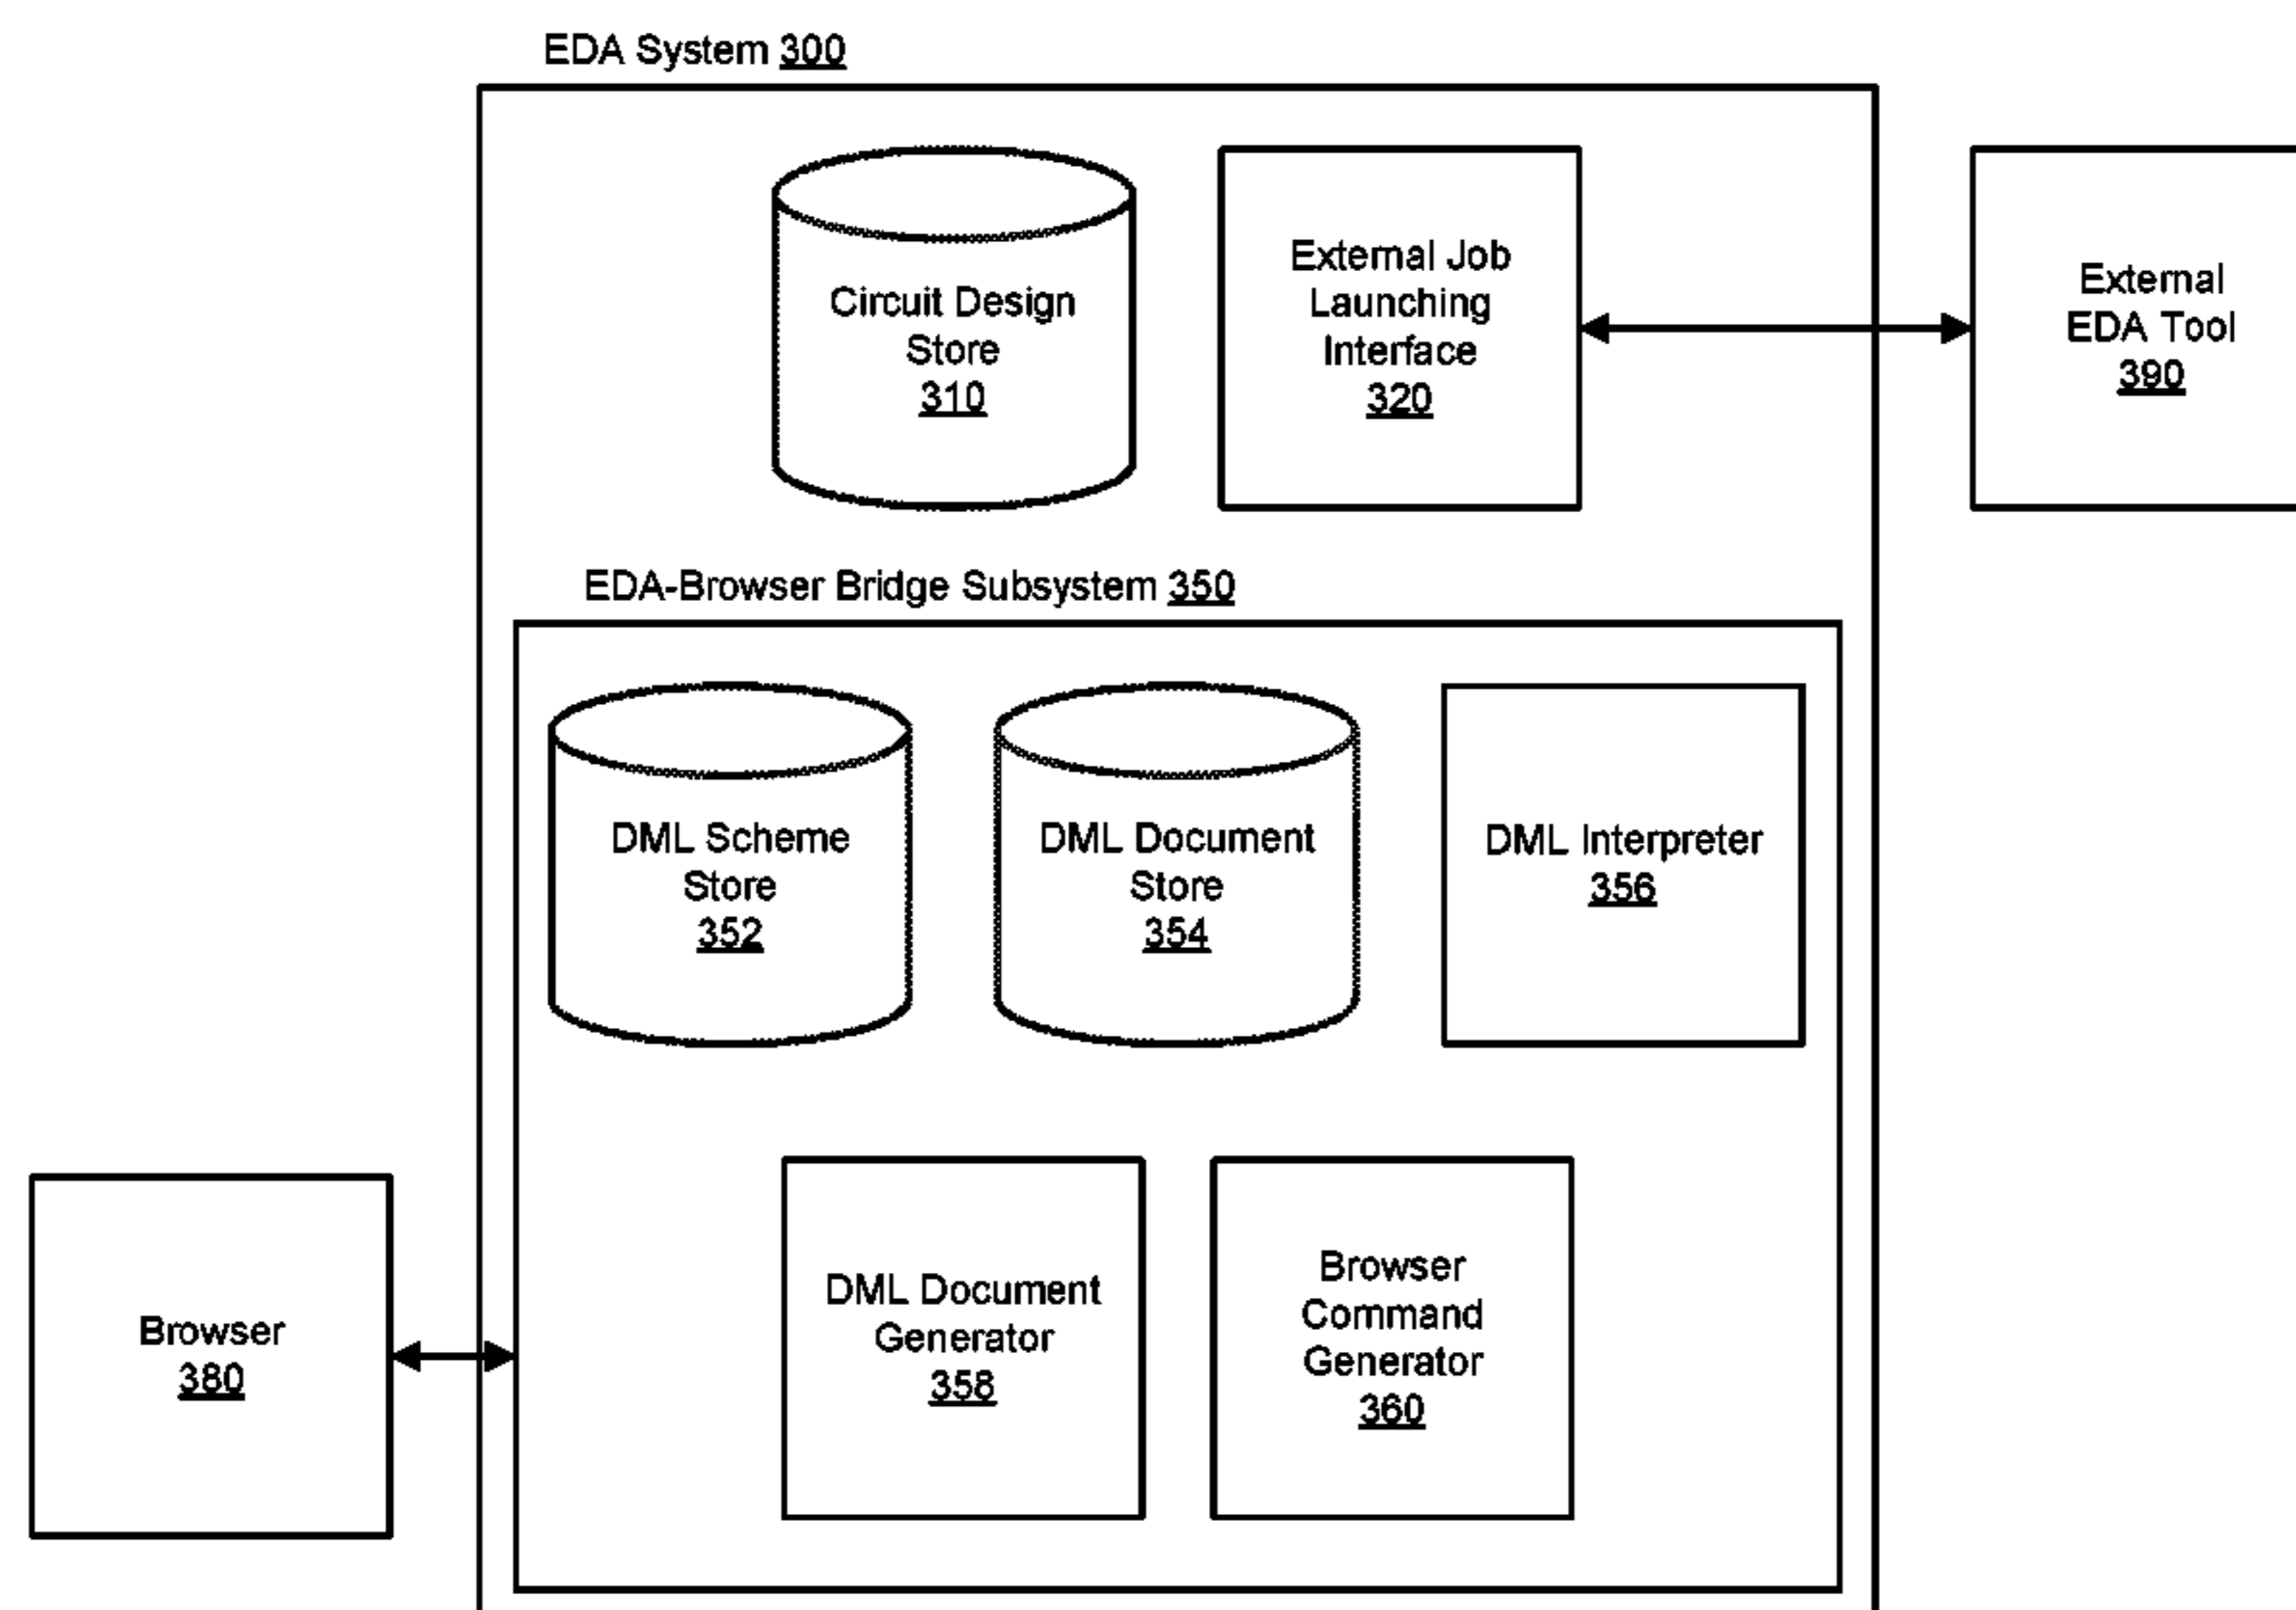 EDA System 300
Circuit Design
Store
310
External Job
Launching
Interface
320
External
EDA Tool
390
EDA-Browser Bridge Subsystem 350
DML Scheme
Store
352
DML Document
Store
354
DML Interpreter
356
Browser
380
DML Document
Generator
358
Browser
Command
Generator
360